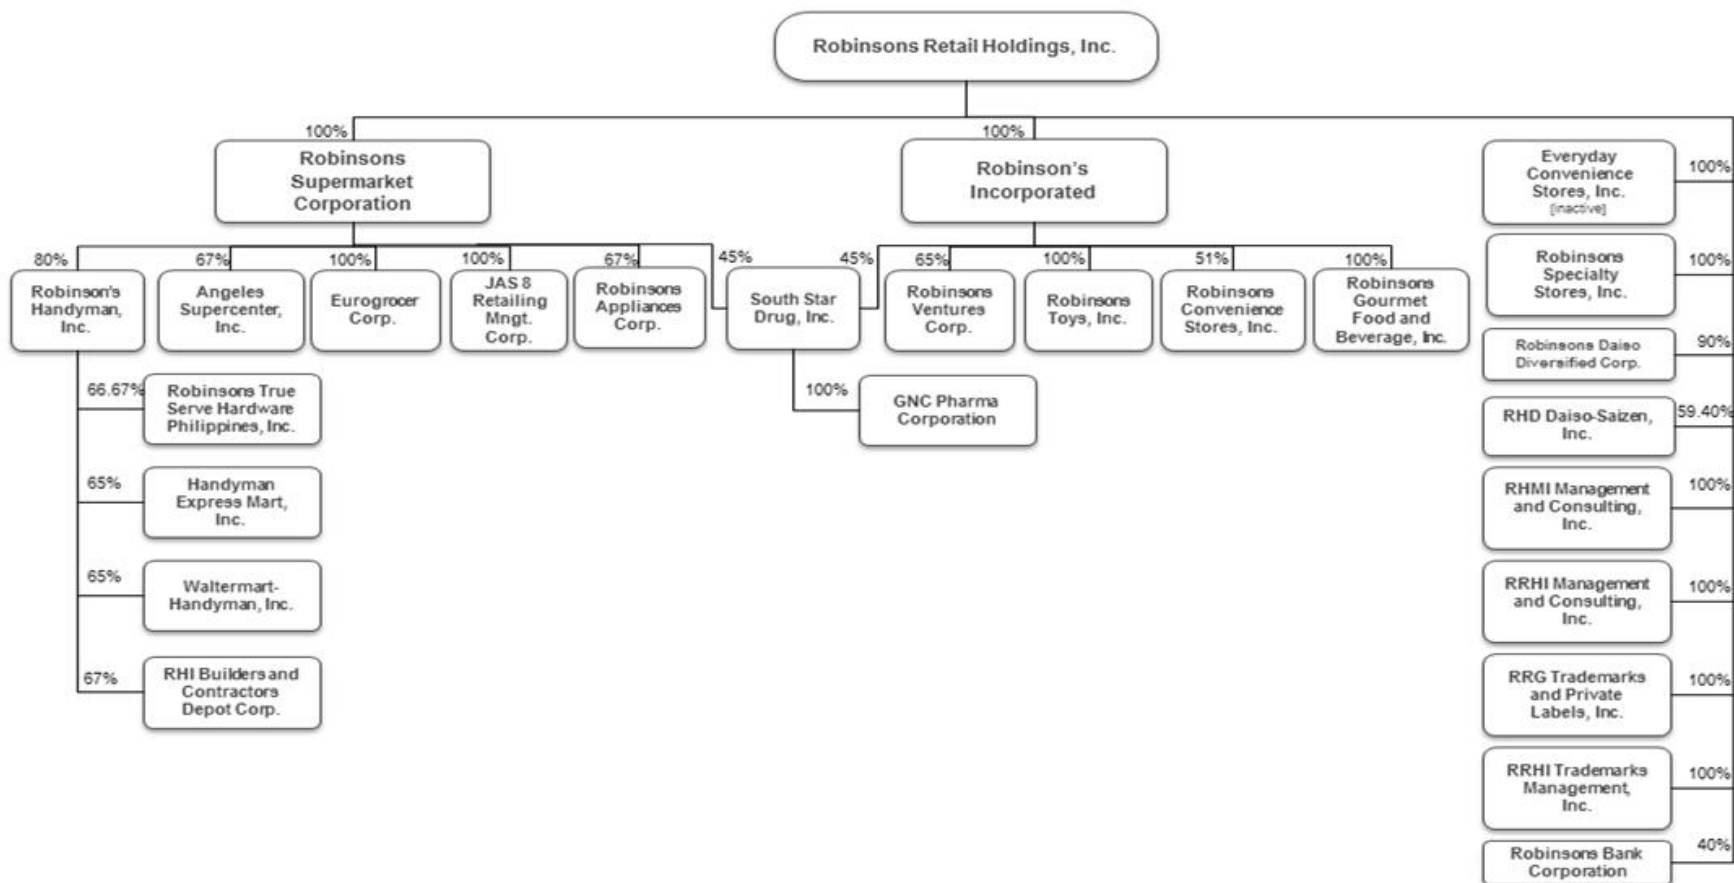 Robinsons Retail Holdings, Inc.
100%
100%
Robinsons
Supermarket
Corporation
Robinson's
Incorporated
Everyday
Convenience
Stores, Inc.
[inactive]
100%
80%
67%
100%
100%
67%
45%
45%
65%
100%
51%
100%
Robinson's
Handyman,
Inc.
Angeles
Supercenter,
Inc.
Eurogrocer
Corp.
JAS 8
Retailing
Mngt.
Corp.
Robinsons
Appliances
Corp.
South Star
Drug, Inc.
Robinsons
Ventures
Corp.
Robinsons
Toys, Inc.
Robinsons
Convenience
Stores, Inc.
Robinsons
Gourmet
Food and
Beverage, Inc.
Robinsons
Specialty
Stores, Inc.
100%
Robinsons Daiso
Diversified Corp.
90%
66.67%
Robinsons True
Serve Hardware
Philippines, Inc.
100%
GNC Pharma
Corporation
RHD Daiso-Saizen,
Inc.
59.40%
65%
Handyman
Express Mart,
Inc.
RHMI Management
and Consulting,
Inc.
100%
65%
Waltermart-
Handyman, Inc.
RRHI Management
and Consulting,
Inc.
100%
67%
RHI Builders and
Contractors
Depot Corp.
RRG Trademarks
and Private
Labels, Inc.
100%
RRHI Trademarks
Management,
Inc.
100%
Robinsons Bank
Corporation
40%